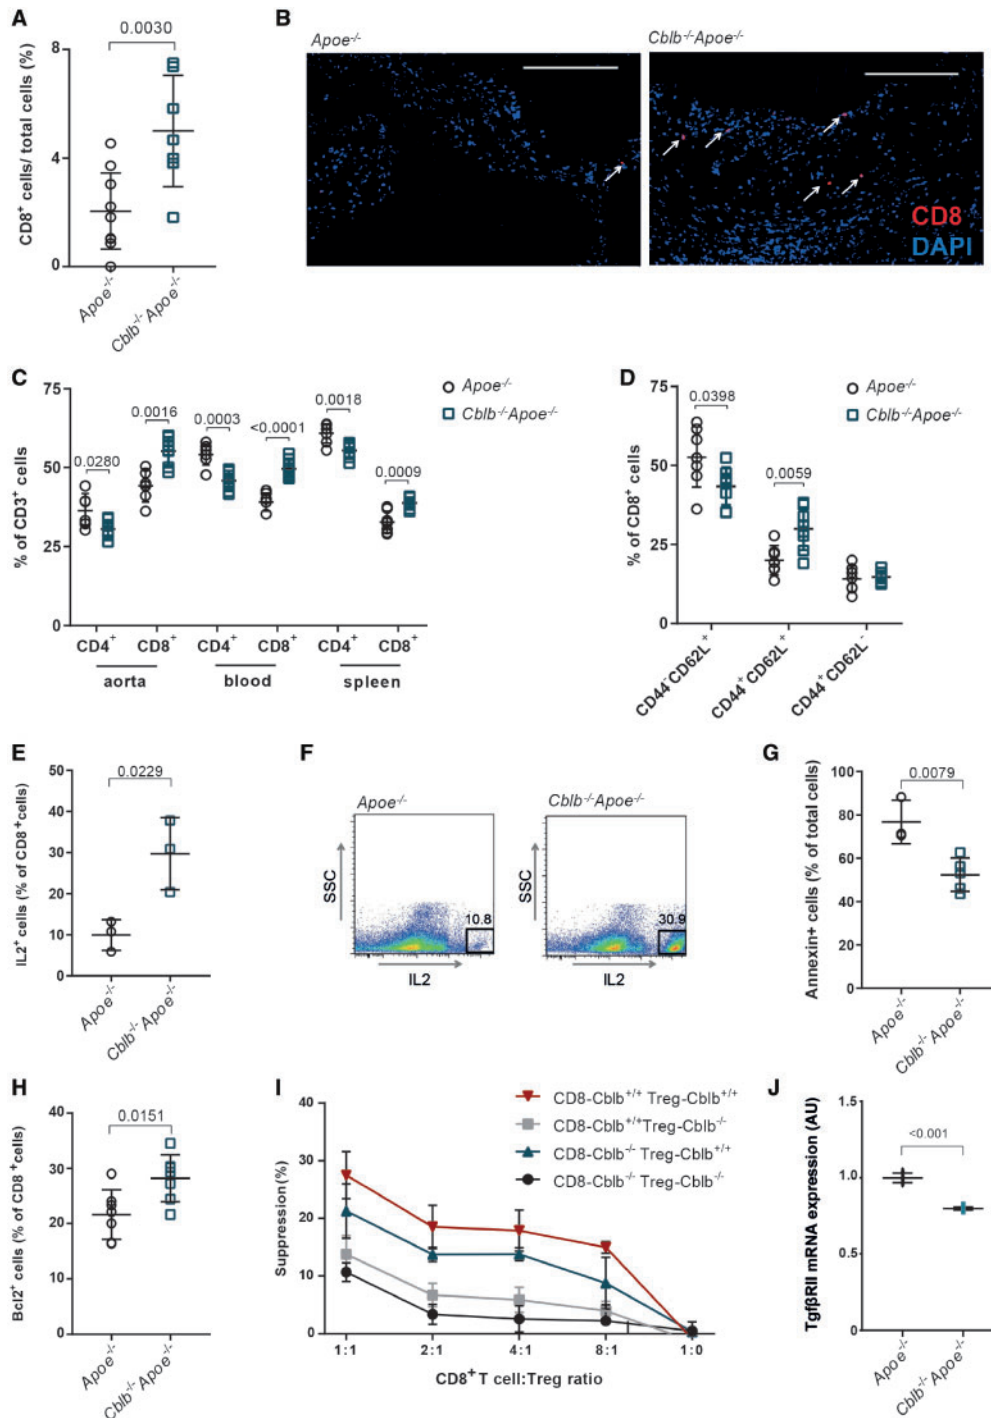 A
0.0030
CD8⁺ cells/ total cells (%)
8
4
0
Apoe⁻/⁻
Cblb⁻/⁻Apoe⁻/⁻
B
Apoe⁻/⁻
Cblb⁻/⁻Apoe⁻/⁻
CD8
DAPI
C
Apoe⁻/⁻
Cblb⁻/⁻Apoe⁻/⁻
% of CD3⁺ cells
75
50
25
0
0.0280
0.0016
0.0003
<0.0001
0.0018
0.0009
CD4⁺ CD8⁺ CD4⁺ CD8⁺ CD4⁺ CD8⁺
aorta blood spleen
D
Apoe⁻/⁻
Cblb⁻/⁻Apoe⁻/⁻
% of CD8⁺ cells
75
50
25
0
0.0398
0.0059
CD44⁻CD62L⁺
CD44⁺CD62L⁺
CD44⁺CD62L⁻
E
IL2⁺ cells (% of CD8⁺cells)
50
40
30
20
10
0
0.0229
Apoe⁻/⁻
Cblb⁻/⁻Apoe⁻/⁻
F
Apoe⁻/⁻
Cblb⁻/⁻Apoe⁻/⁻
SSC
10.8
IL2
SSC
30.9
IL2
G
Annexin+ cells (% of total cells)
100
80
60
40
20
0
0.0079
Apoe⁻/⁻
Cblb⁻/⁻Apoe⁻/⁻
H
Bcl2⁺ cells (% of CD8⁺cells)
40
30
20
10
0
0.0151
Apoe⁻/⁻
Cblb⁻/⁻Apoe⁻/⁻
I
CD8-Cblb⁺/⁺ Treg-Cblb⁺/⁺
CD8-Cblb⁺/⁺Treg-Cblb⁻/⁻
CD8-Cblb⁻/⁻ Treg-Cblb⁺/⁺
CD8-Cblb⁻/⁻ Treg-Cblb⁻/⁻
Suppression (%)
40
30
20
10
0
1:1 2:1 4:1 8:1 1:0
CD8⁺T cell:Treg ratio
J
TgfβRII mRNA expression (AU)
1.5
1.0
0.5
0
<0.001
Apoe⁻/⁻
Cblb⁻/⁻Apoe⁻/⁻